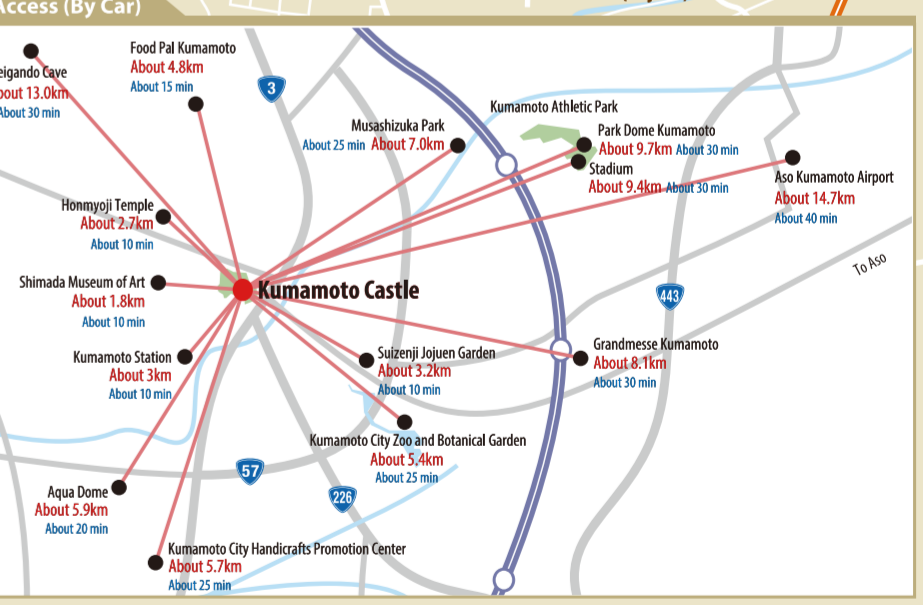 Access (By Car)
Food Pal Kumamoto
About 4.8km
About 15 min
Cave
13.0km
About 30 min
3
Kumamoto Athletic Park
Musashizuka Park
About 25 min About 7.0km
Park Dome Kumamoto
About 9.7km About 30 min
Stadium
About 9.4km About 30 min
Aso Kumamoto Airport
About 14.7km
About 40 min
Honmyoji Temple
About 2.7km
About 10 min
Shimada Museum of Art
About 1.8km
About 10 min
Kumamoto Castle
To Aso
443
Kumamoto Station
About 3km
About 10 min
Suizenji Jojuen Garden
About 3.2km
About 10 min
Grandmesse Kumamoto
About 8.1km
About 30 min
Kumamoto City Zoo and Botanical Garden
About 5.4km
About 25 min
57
226
Aqua Dome
About 5.9km
About 20 min
Kumamoto City Handicrafts Promotion Center
About 5.7km
About 25 min